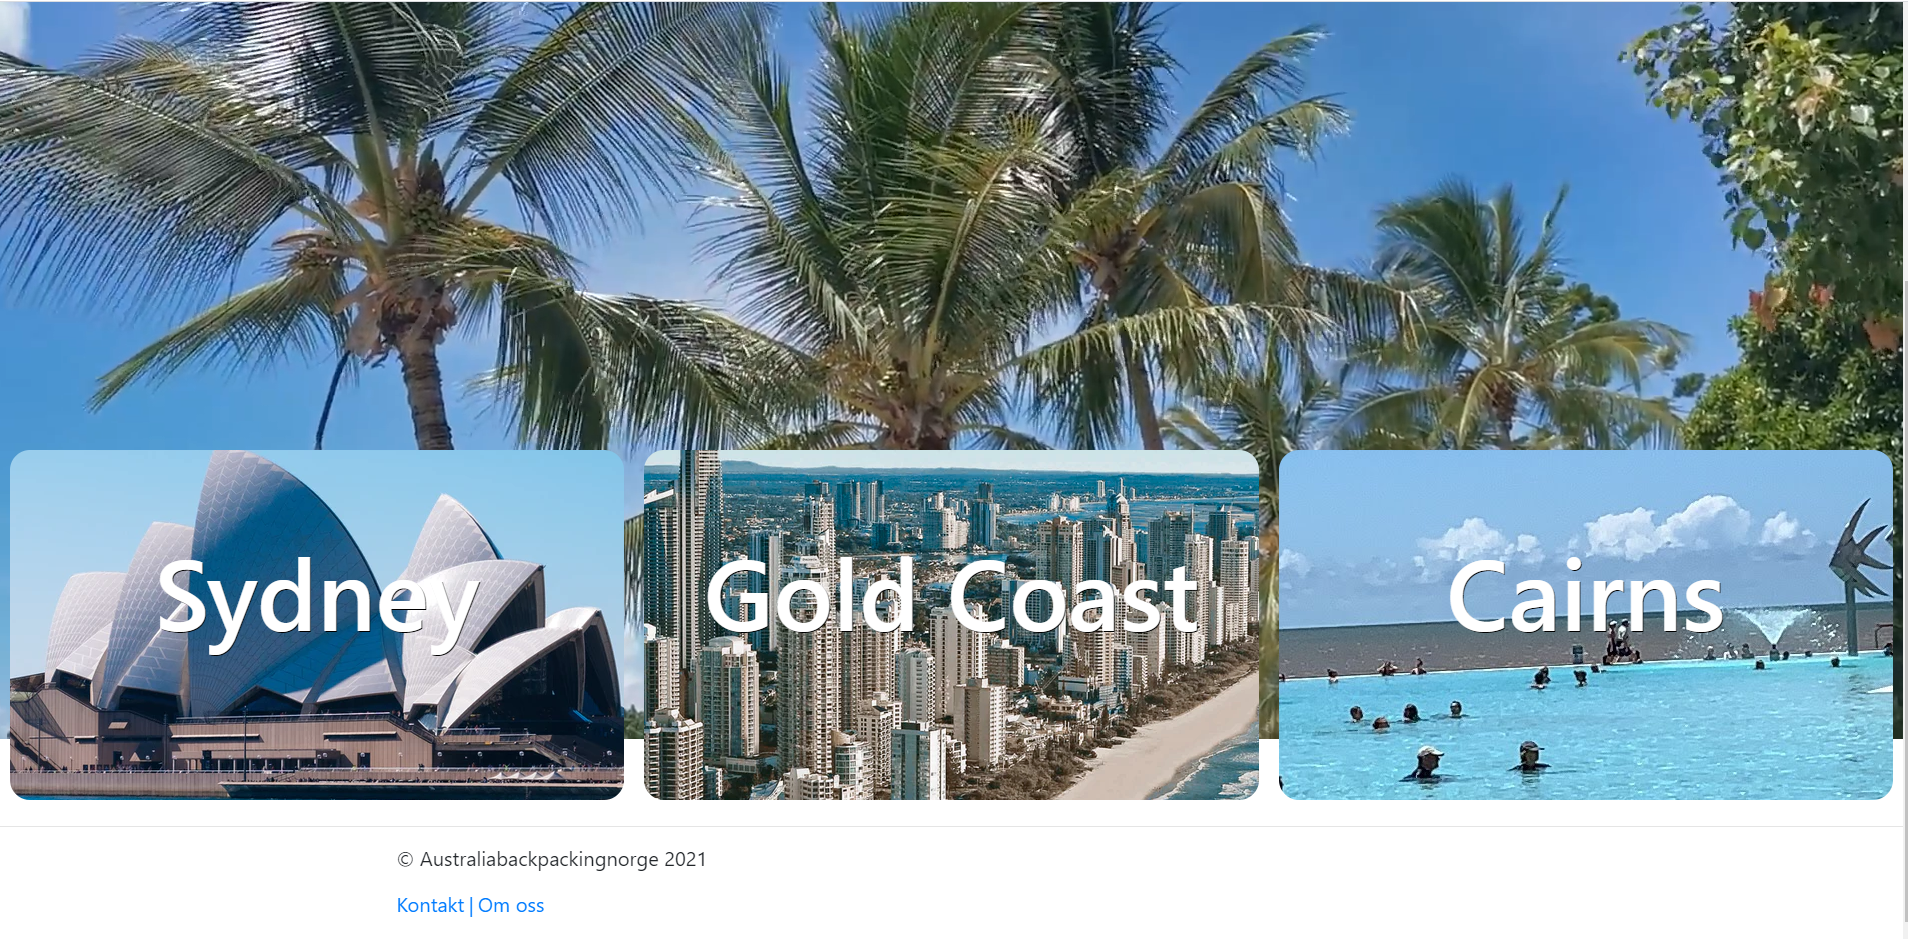 Sydney
Gold Coast
Cairns
© Australiabackpackingnorge 2021
Kontakt | Om oss